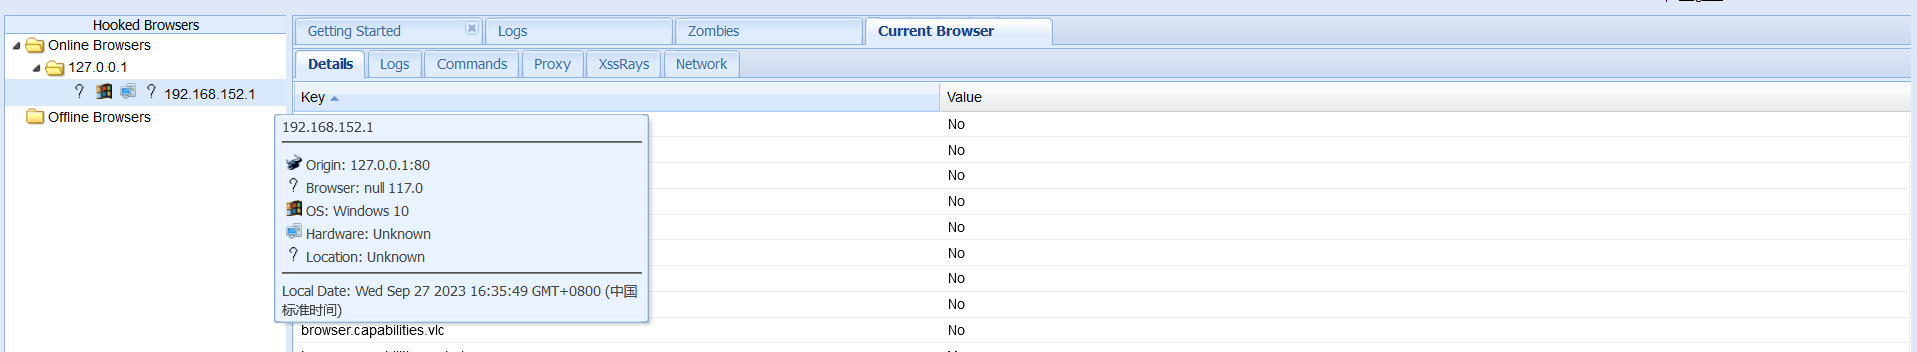 Hooked Browsers
Online Browsers
127.0.0.1
192.168.152.1
Offline Browsers
Getting Started
Logs
Zombies
Current Browser
Details
Logs
Commands
Proxy
XssRays
Network
Key
Value
No
No
No
No
No
No
No
No
browser.capabilities.vlc
No
192.168.152.1
Origin: 127.0.0.1:80
Browser: null 117.0
OS: Windows 10
Hardware: Unknown
Location: Unknown
Local Date: Wed Sep 27 2023 16:35:49 GMT+0800 (中国
标准时间)